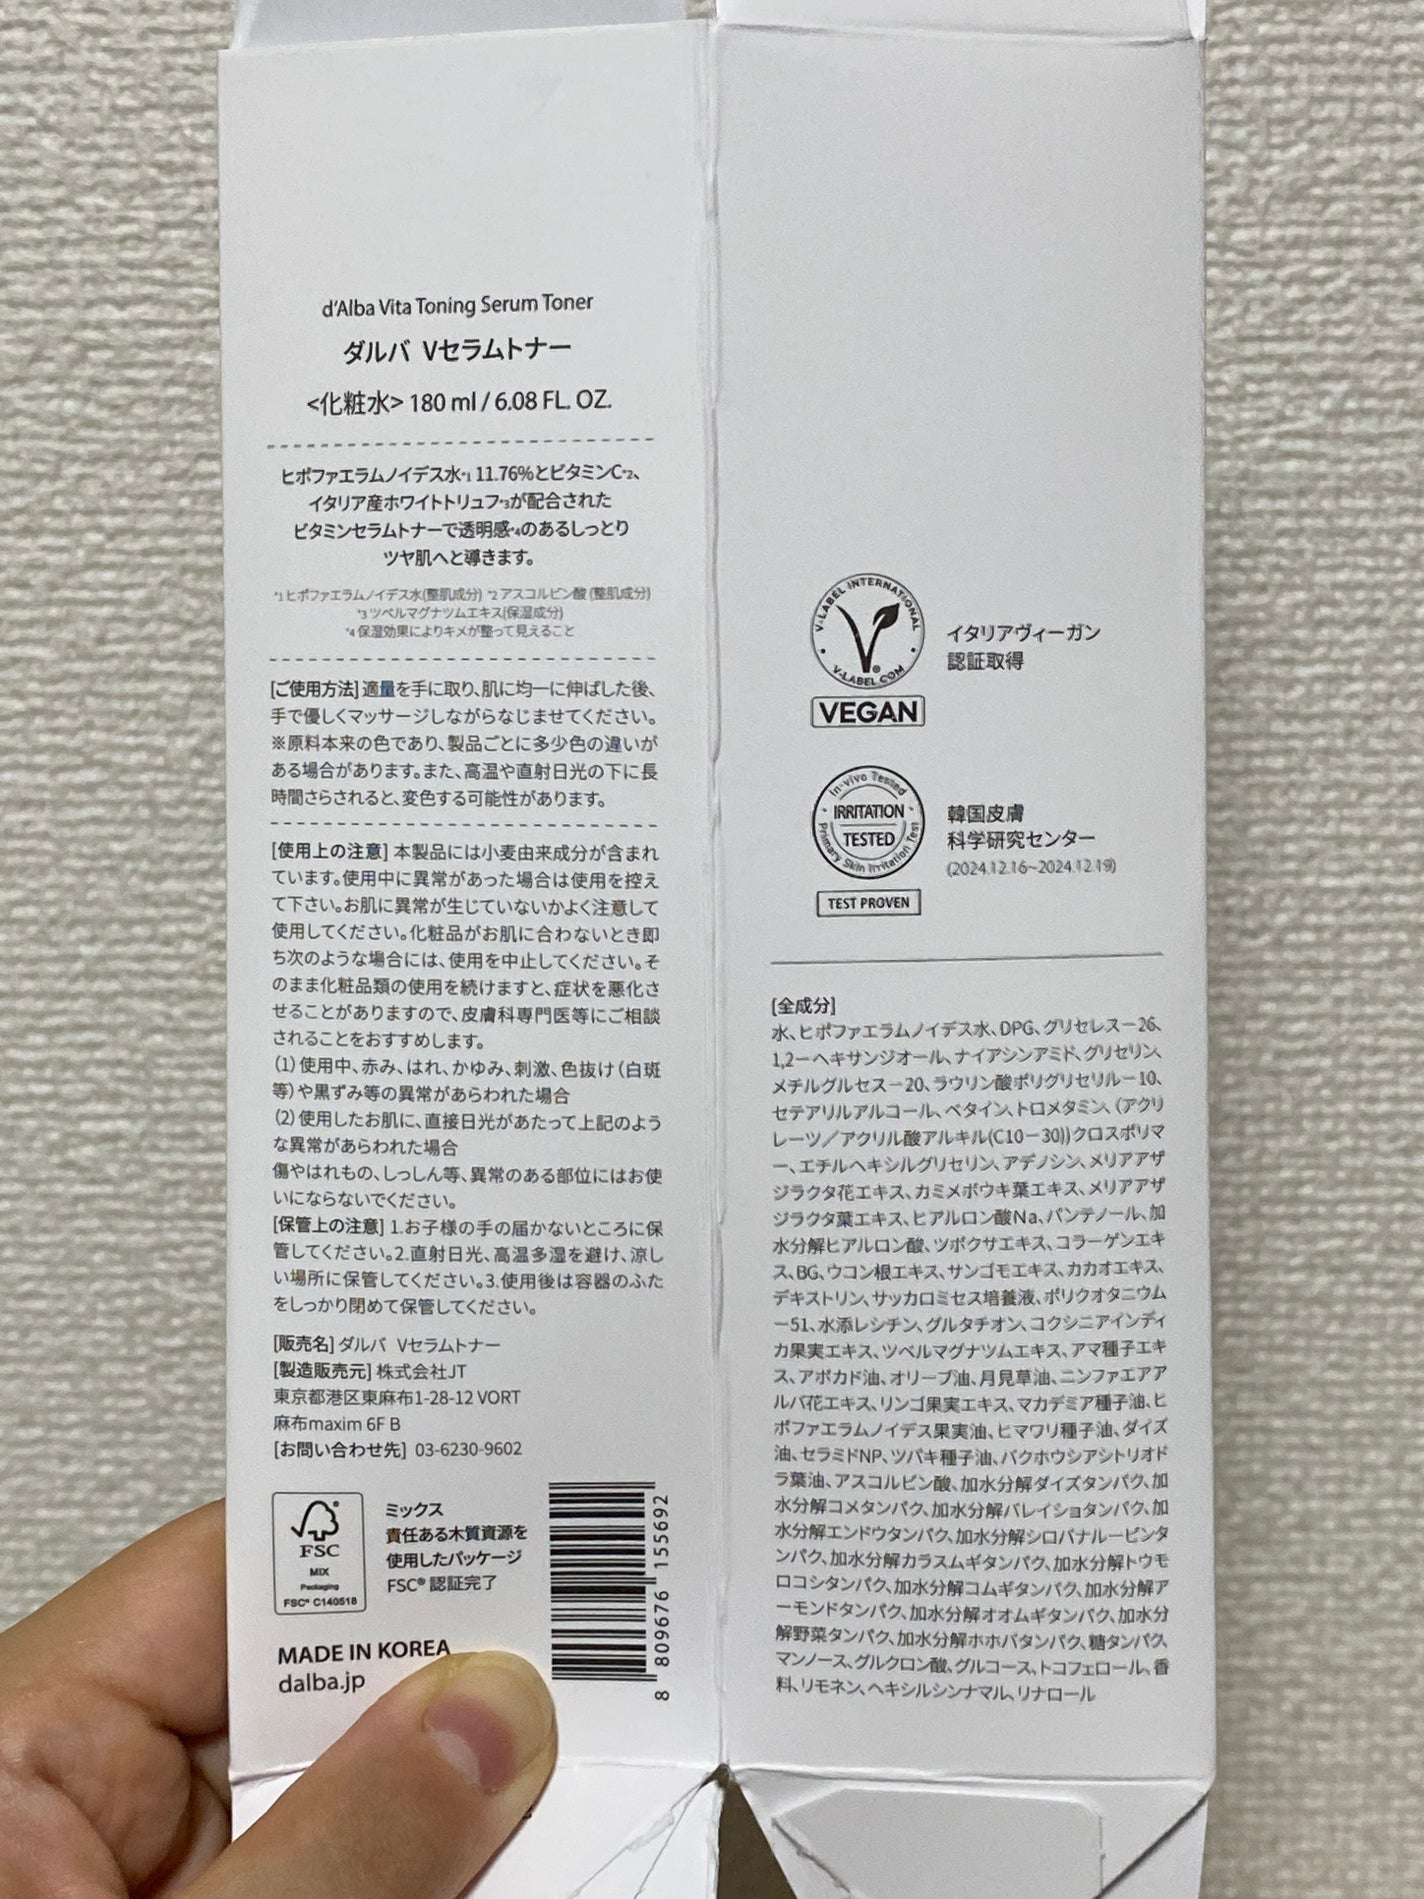 d'Alba Vita Toning Serum Toner
ダルバ Vセラムトナー
<化粧水> 180 ml / 6.08 FL. OZ.
ヒポファエラムノイデス水*1 11.76%とビタミンC*2、
イタリア産ホワイトトリュフ*3が配合された
ビタミンセラムトナーで透明感*4のあるしっとり
ツヤ肌へと導きます。
*1 ヒポファエラムノイデス水(整肌成分) *2 アスコルビン酸 (整肌成分)
*3 ツベルマグナツムエキス(保湿成分)
*4 保湿効果によりキメが整って見えること
[ご使用方法] 適量を手に取り、肌に均一に伸ばした後、
手で優しくマッサージしながらなじませてください。
※原料本来の色であり、製品ごとに多少色の違いが
ある場合があります。また、高温や直射日光の下に長
時間さらされると、変色する可能性があります。
[使用上の注意] 本製品には小麦由来成分が含まれ
ています。使用中に異常があった場合は使用を控え
て下さい。お肌に異常が生じていないかよく注意して
使用してください。化粧品がお肌に合わないとき即
ち次のような場合には、使用を中止してください。そ
のまま化粧品類の使用を続けますと、症状を悪化さ
せることがありますので、皮膚科専門医等にご相談
されることをおすすめします。
(1) 使用中、赤み、はれ、かゆみ、刺激、色抜け (白斑
等) や黒ずみ等の異常があらわれた場合
(2) 使用したお肌に、直接日光があたって上記のよう
な異常があらわれた場合
傷やはれもの、しっしん等、異常のある部位にはお使
いにならないでください。
[保管上の注意] 1.お子様の手の届かないところに保
管してください。2.直射日光、高温多湿を避け、涼し
い場所に保管してください。3.使用後は容器のふた
をしっかり閉めて保管してください。
[販売名] ダルバ Vセラムトナー
[製造販売元] 株式会社JT
東京都港区東麻布1-28-12 VORT
麻布maxim 6F B
[お問い合わせ先] 03-6230-9602
FSC
MIX
Packaging
FSC® C140518
ミックス
責任ある木質資源を
使用したパッケージ
FSC® 認証完了
8 809676 155692
MADE IN KOREA
dalba.jp
V-LABEL INTERNATIONAL
V-LABEL.COM
VEGAN
イタリアヴィーガン
認証取得
In-vivo Tested
IRRITATION
TESTED
Primary Skin Irritation Test
TEST PROVEN
韓国皮膚
科学研究センター
(2024.12.16~2024.12.19)
[全成分]
水、ヒポファエラムノイデス水、DPG、グリセレス－26、
1,2－ヘキサンジオール、ナイアシンアミド、グリセリン、
メチルグルセス－20、ラウリン酸ポリグリセリル－10、
セテアリルアルコール、ベタイン、トロメタミン、(アクリ
レーツ／アクリル酸アルキル(C10－30))クロスポリマ
ー、エチルヘキシルグリセリン、アデノシン、メリアアザ
ジラクタ花エキス、カミメボウキ葉エキス、メリアアザ
ジラクタ葉エキス、ヒアルロン酸Na、パンテノール、加
水分解ヒアルロン酸、ツボクサエキス、コラーゲンエキ
ス、BG、ウコン根エキス、サンゴモエキス、カカオエキス、
デキストリン、サッカロミセス培養液、ポリクオタニウム
－51、水添レシチン、グルタチオン、コクシニアインディ
カ果実エキス、ツベルマグナツムエキス、アマ種子エキ
ス、アボカド油、オリーブ油、月見草油、ニンファエアア
ルバ花エキス、リンゴ果実エキス、マカデミア種子油、ヒ
ポファエラムノイデス果実油、ヒマワリ種子油、ダイズ
油、セラミドNP、ツバキ種子油、バクホウシアシトリオド
ラ葉油、アスコルビン酸、加水分解ダイズタンパク、加
水分解コメタンパク、加水分解バレイショタンパク、加
水分解エンドウタンパク、加水分解シロバナルーピンタ
ンパク、加水分解カラスムギタンパク、加水分解トウモ
ロコシタンパク、加水分解コムギタンパク、加水分解ア
ーモンドタンパク、加水分解オオムギタンパク、加水分
解野菜タンパク、加水分解ホホバタンパク、糖タンパク、
マンノース、グルクロン酸、グルコース、トコフェロール、香
料、リモネン、ヘキシルシンナマル、リナロール